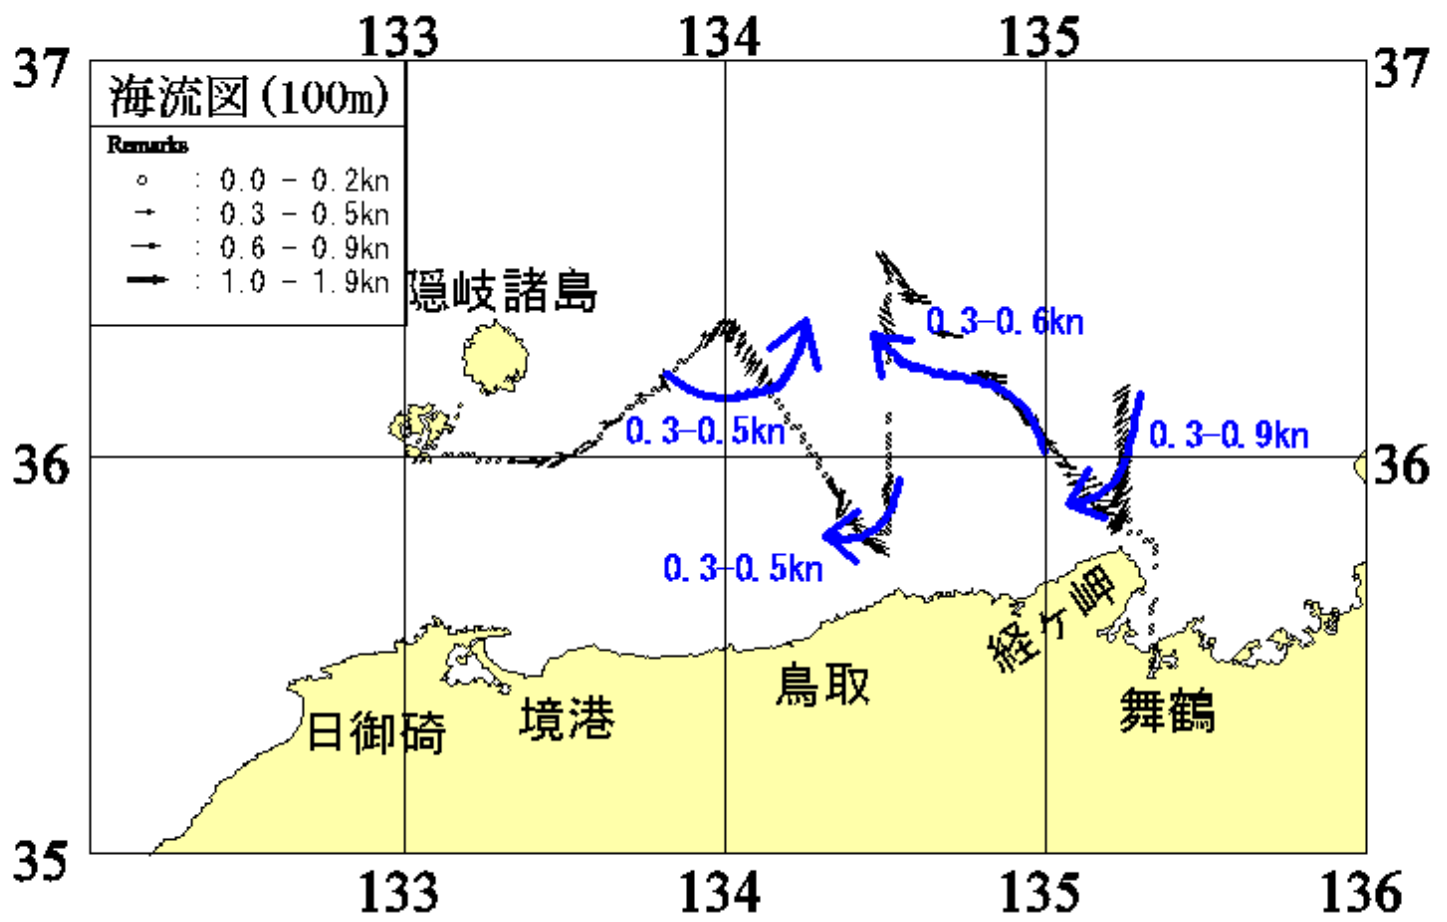 133 134 135
37 37
海流図(100m)
Remarks
: 0.0 - 0.2kn
: 0.3 - 0.5kn
: 0.6 - 0.9kn
: 1.0 - 1.9kn
隠岐諸島
0.3-0.6kn
0.3-0.5kn
0.3-0.9kn
36 36
0.3-0.5kn
経ヶ岬
鳥取
舞鶴
境港
日御碕
35 35
133 134 135 136